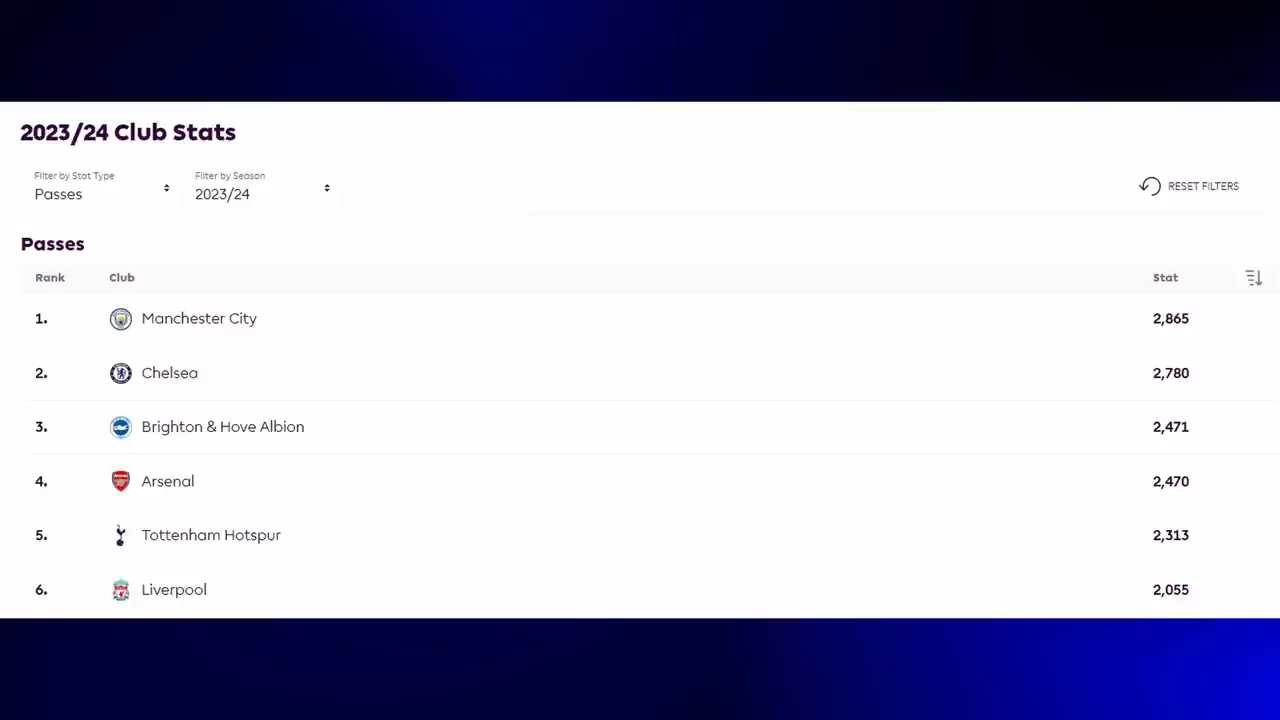 2023/24 Club Stats
Filter by Stat Type
Passes
Filter by Season
2023/24
RESET FILTERS
Passes
Rank Club Stat
1. Manchester City 2,865
2. Chelsea 2,780
3. Brighton & Hove Albion 2,471
4. Arsenal 2,470
5. Tottenham Hotspur 2,313
6. Liverpool 2,055